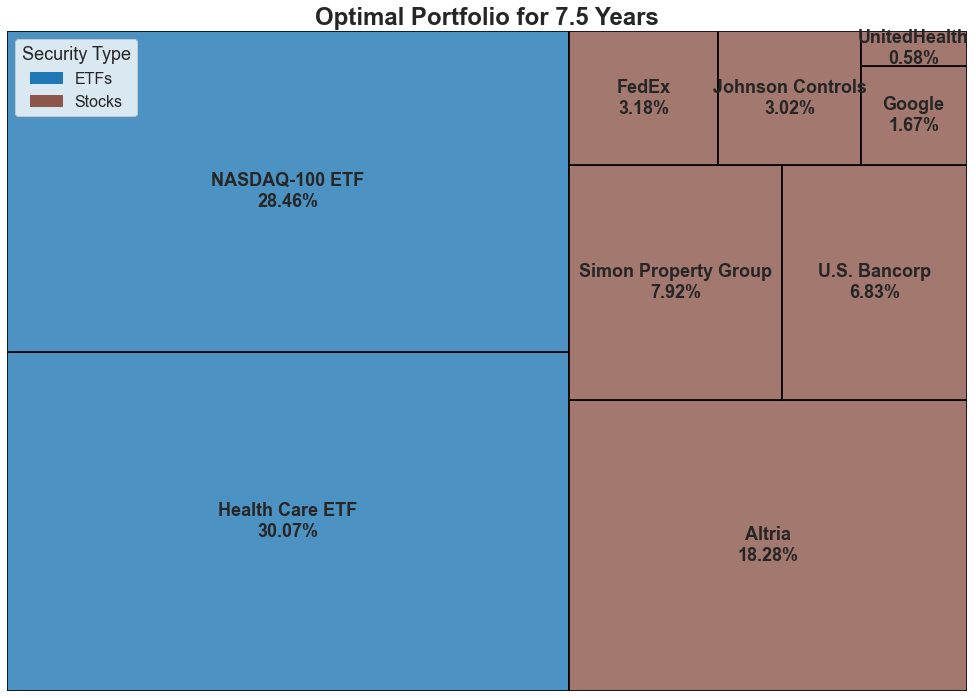 Optimal Portfolio for 7.5 Years
Security Type
ETFs
Stocks
NASDAQ-100 ETF
28.46%
Health Care ETF
30.07%
FedEx
3.18%
Johnson Controls
3.02%
UnitedHealth
0.58%
Google
1.67%
Simon Property Group
7.92%
U.S. Bancorp
6.83%
Altria
18.28%